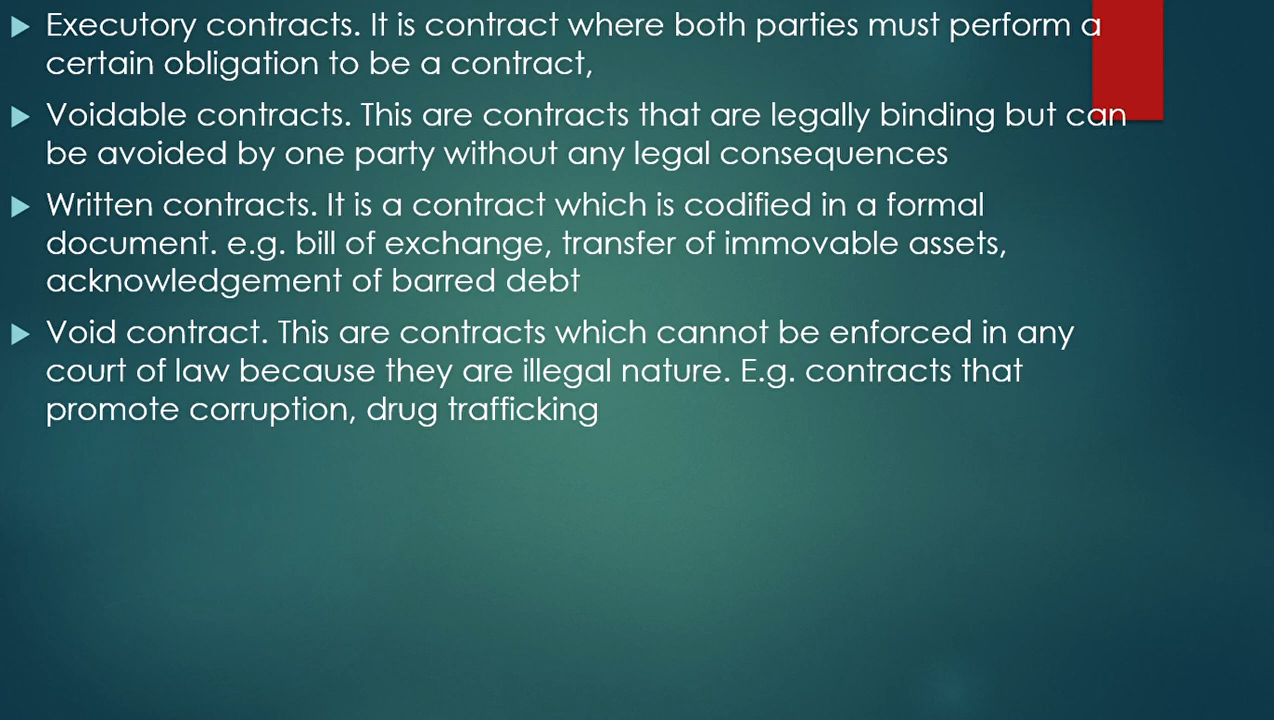 Executory contracts. It is contract where both parties must perform a
certain obligation to be a contract,
Voidable contracts. This are contracts that are legally binding but can
be avoided by one party without any legal consequences
Written contracts. It is a contract which is codified in a formal
document. e.g. bill of exchange, transfer of immovable assets,
acknowledgement of barred debt
Void contract. This are contracts which cannot be enforced in any
court of law because they are illegal nature. E.g. contracts that
promote corruption, drug trafficking